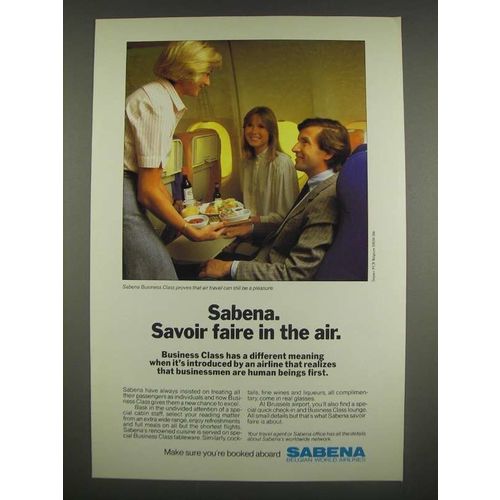 Sabena Business Class proves that air travel can still be a pleasure
Sabena.
Savoir faire in the air.
Business Class has a different meaning
when it's introduced by an airline that realizes
that businessmen are human beings first.
Sabena have always insisted on treating all
their passengers as individuals and now Busi-
ness Class gives them a new chance to excel.
Bask in the undivided attention of a spe-
cial cabin staff, select your reading matter
from an extra wide range, enjoy refreshments
and full meals on all but the shortest flights.
Sabena's renowned cuisine is served on spe-
cial Business Class tableware. Similarly, cock-
tails, fine wines and liqueurs, all complimen-
tary, come in real glasses.
At Brussels airport, you'll also find a spe-
cial quick check-in and Business Class lounge.
All small details but that's what Sabena savoir
faire is about.
Your travel agent or Sabena office has all the details
about Sabena's worldwide network.
Make sure you're booked aboard
SABENA
BELGIAN WORLD AIRLINES